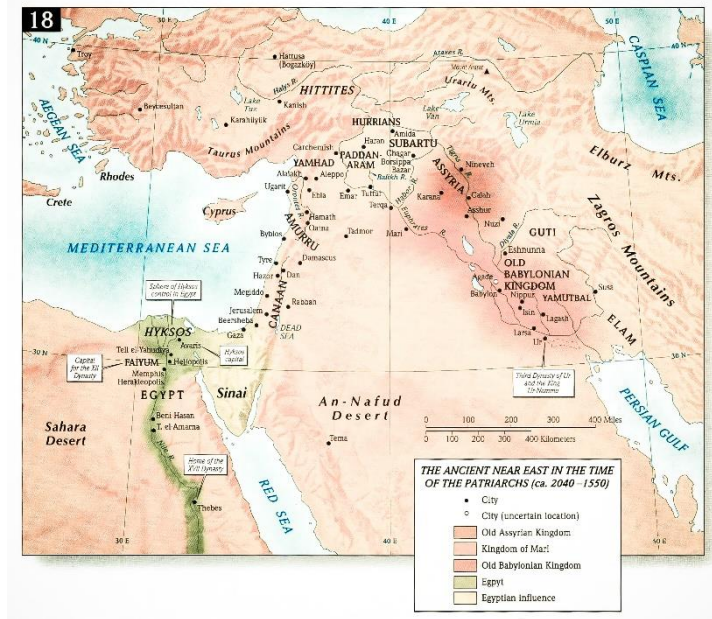 18
30 E
40 E
50 E
40 N
40 N
CASPIAN SEA
Troy
Hattusa
(Bogazköy)
Araxes R.
Urartu Mts.
Halys R.
HITTITES
Beycesultan
Lake
Tuz
Kanish
Karahüyük
Lake
Van
Lake
Urmia
AEGEAN SEA
Taurus Mountains
HURRIANS
Amida
Elburz Mts.
Haran
SUBARTU
Carchemish
PADDAN-
ARAM
Chagar
Borsippa
Bazar
Tigris R.
Nineveh
YAMHAD
Rhodes
Alalakh
Aleppo
Balikh R.
ASSYRIA
Crete
Ugarit
Ebla
Emar
Tuttul
Habor R.
Karana
Calah
Zagros Mountains
Cyprus
Orontes R.
Terqa
Asshur
Hamath
Qatna
Euphrates R.
Nuzi
GUTI
AMURRU
Byblos
Tadmor
Mari
Diyala R.
MEDITERRANEAN SEA
Eshnunna
Tyre
Damascus
OLD
BABYLONIAN
KINGDOM
Hazor
Dan
Agade
Babylon
Susa
Sphere of Hyksos
control in Egypt
CANAAN
Nippur
YAMUTBAL
Megiddo
Isin
Jerusalem
Rabbah
Lagash
Beersheba
ELAM
HYKSOS
Gaza
DEAD
SEA
Larsa
Ur
30 N
30 N
Avaris
Tell el-Yahudiya
Hyksos
capital
Capital
for the XII
Dynasty
FAIYUM
Heliopolis
Memphis
Herakleopolis
Third Dynasty of Ur
and the King
Ur-Nammu
EGYPT
Sinai
An-Nafud
Desert
PERSIAN GULF
Sahara
Desert
Beni Hasan
T. el-Amarna
0 100 200 300 400 Miles
0 100 200 300 400 Kilometers
Tema
Nile R.
Home of the
XVII Dynasty
RED SEA
Thebes
30 E
40 E
50 E
THE ANCIENT NEAR EAST IN THE TIME
OF THE PATRIARCHS (ca. 2040–1550)
City
City (uncertain location)
Old Assyrian Kingdom
Kingdom of Mari
Old Babylonian Kingdom
Egpyt
Egyptian influence